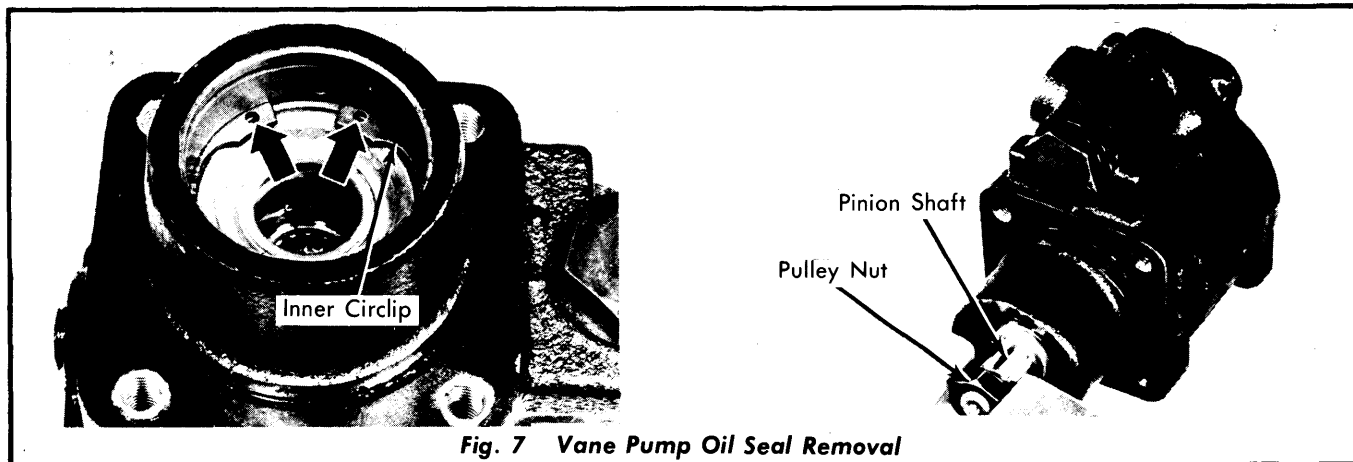 Pinion Shaft
Pulley Nut
Inner Circlip
Fig. 7 Vane Pump Oil Seal Removal